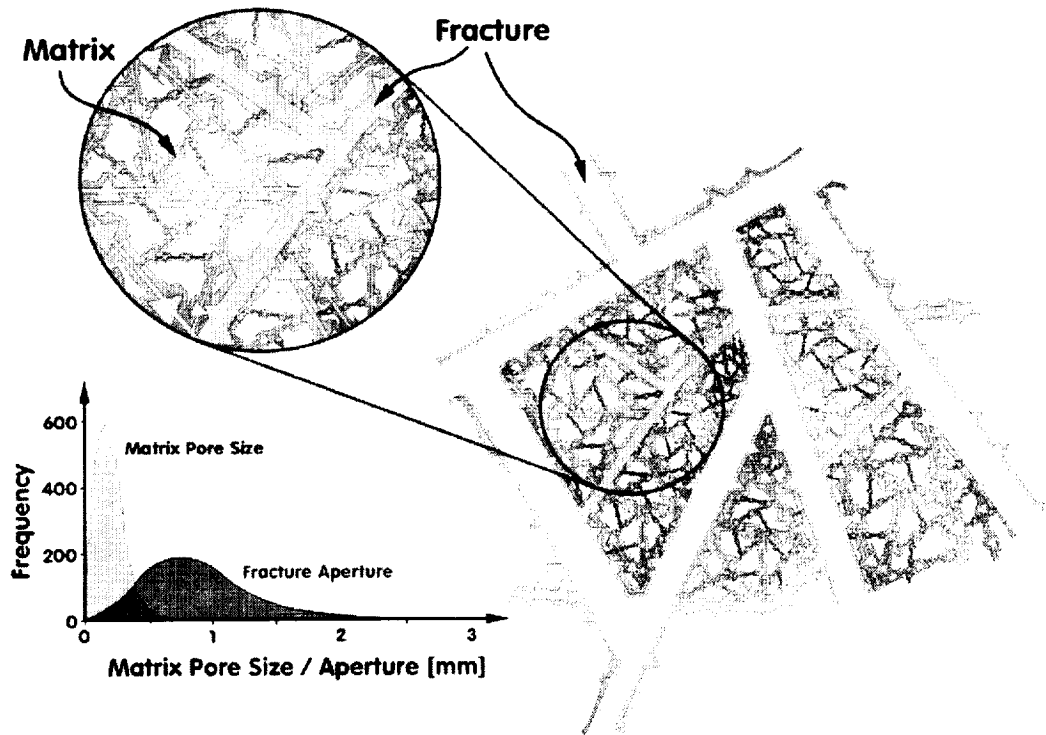 Matrix
Fracture
600
400
200
0
Frequency
Matrix Pore Size
Fracture Aperture
0
1
2
3
Matrix Pore Size / Aperture [mm]